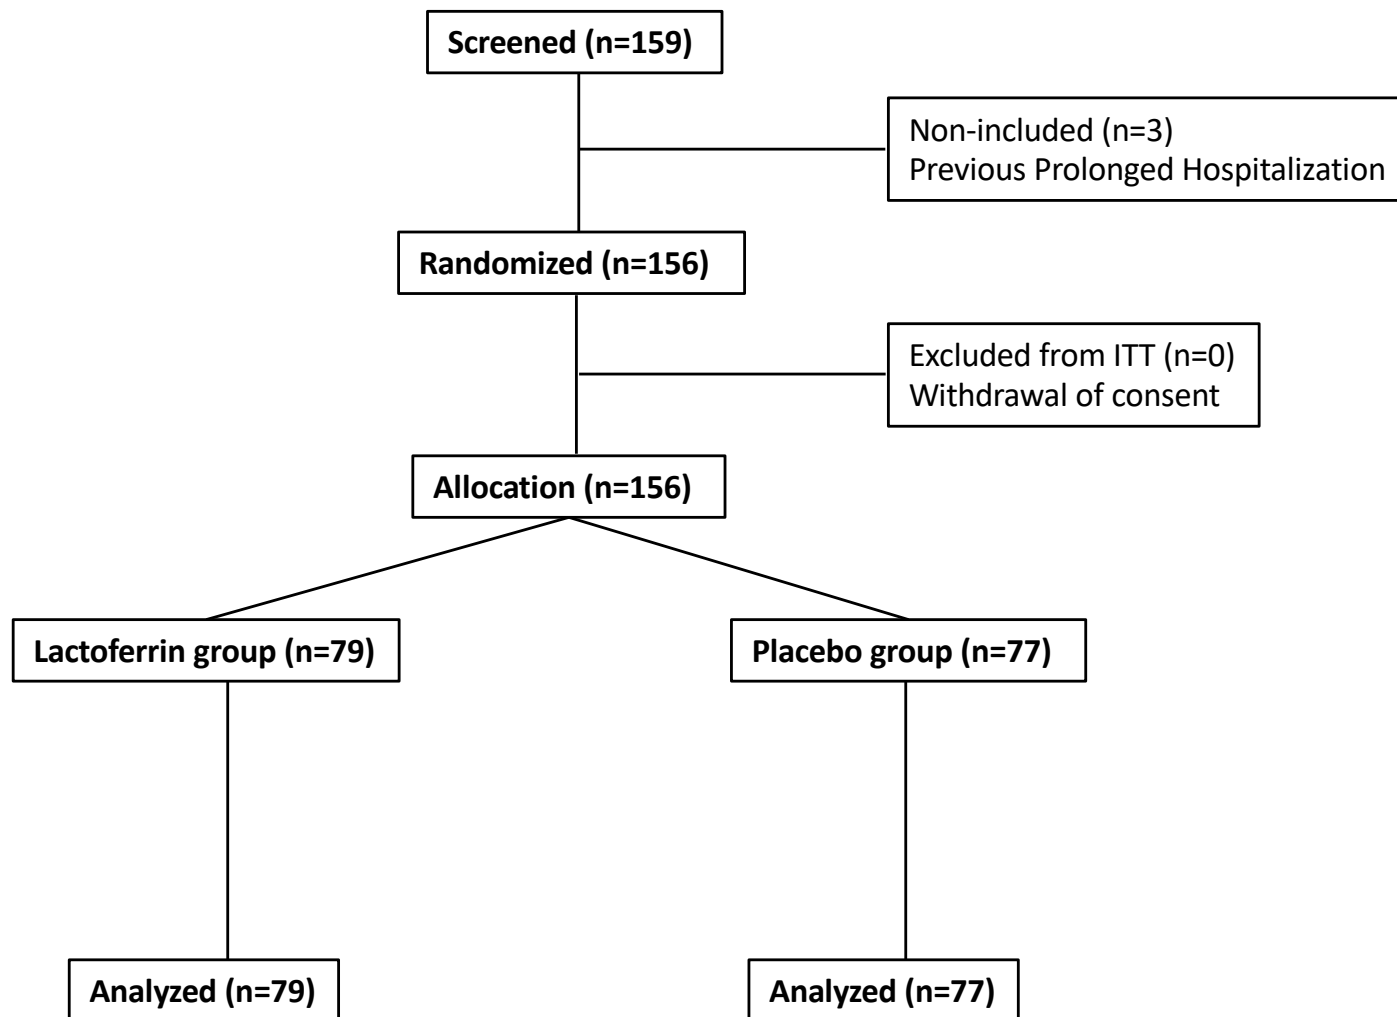 Screened (n=159)
Non-included (n=3)
Previous Prolonged Hospitalization
Randomized (n=156)
Excluded from ITT (n=0)
Withdrawal of consent
Allocation (n=156)
Lactoferrin group (n=79)
Placebo group (n=77)
Analyzed (n=79)
Analyzed (n=77)